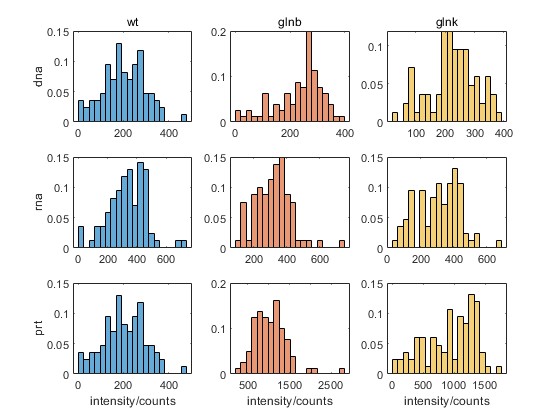 wt glnb glnk
dna
0.15 0.2 0.1
0.1 0.1 0.05
0.05 0 0
0
0 200 400 0 200 400 100 200 300 400
rna
0.15 0.15 0.15
0.1 0.1 0.1
0.05 0.05 0.05
0 0 0
0 200 400 600 200 400 600 0 200 400 600
prt
0.15 0.2 0.15
0.1 0.1 0.1
0.05 0 0.05
0 0
0 200 400 500 1500 2500 0 500 1000 1500
intensity/counts intensity/counts intensity/counts